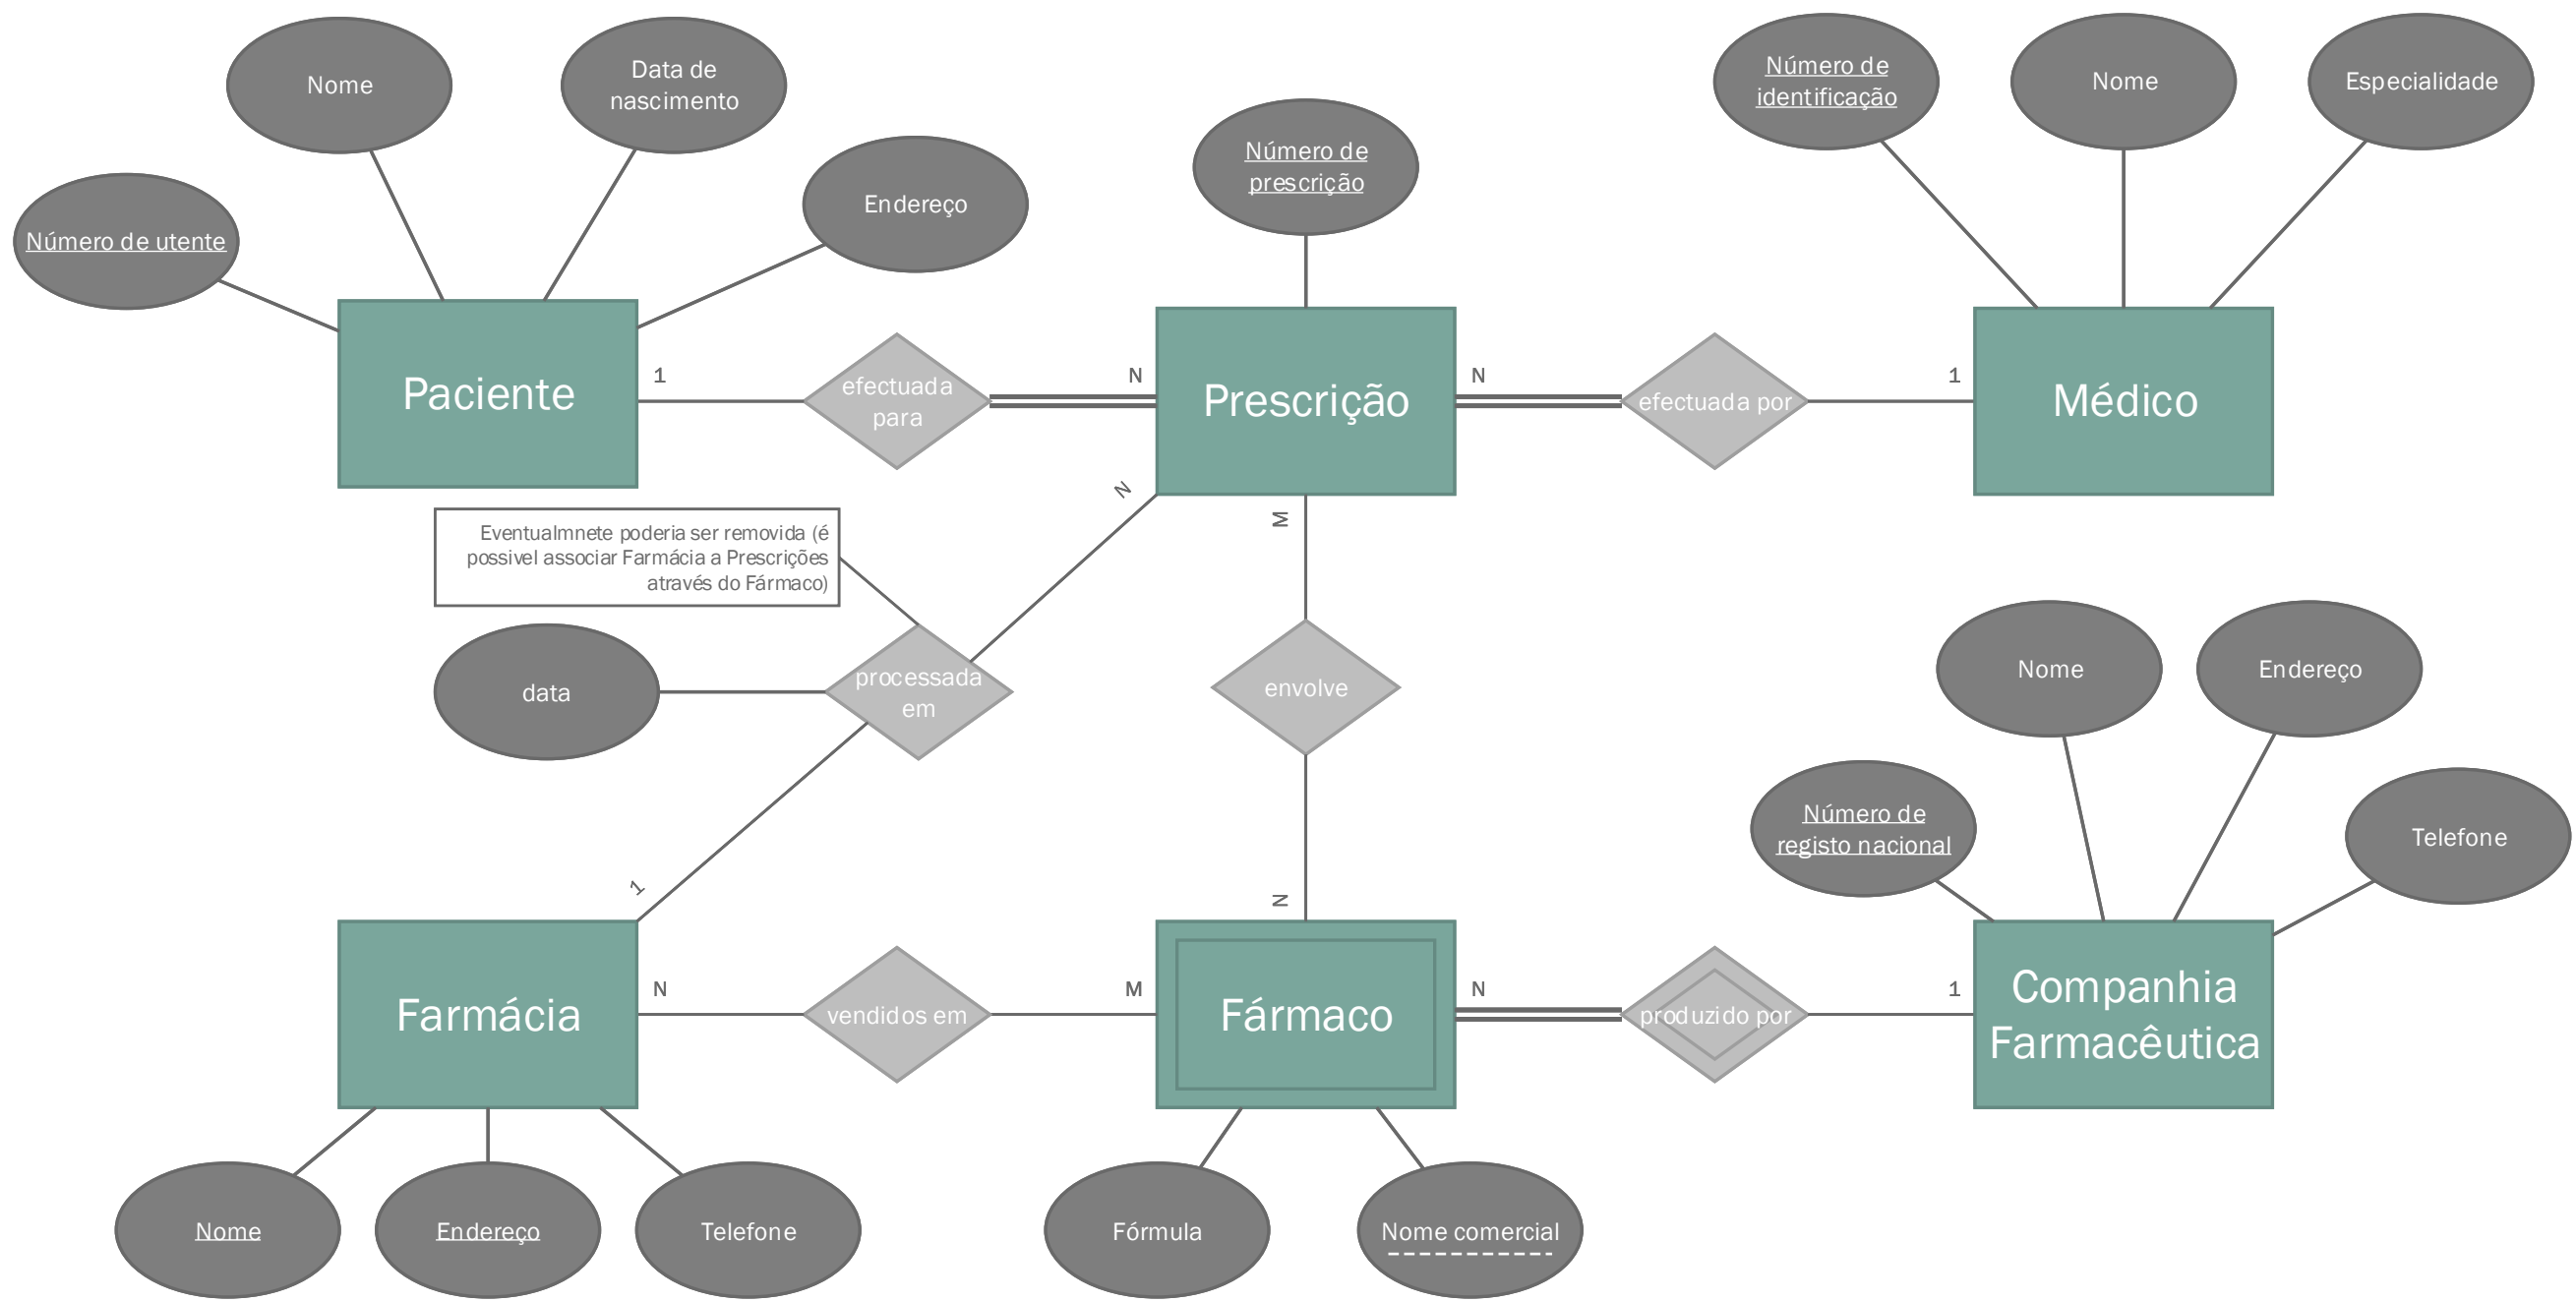 Nome
Data de
nascimento
Número de
identificação
Nome
Especialidade
Número de
prescrição
Endereço
Número de utente
Paciente
1
efectuada
para
N
Prescrição
N
efectuada por
1
Médico
N
M
Eventualmnete poderia ser removida (é
possivel associar Farmácia a Prescrições
através do Fármaco)
data
processada
em
envolve
Nome
Endereço
Número de
registo nacional
Telefone
1
N
Farmácia
N
vendidos em
M
Fármaco
N
produzido por
1
Companhia
Farmacêutica
Nome
Endereço
Telefone
Fórmula
Nome comercial